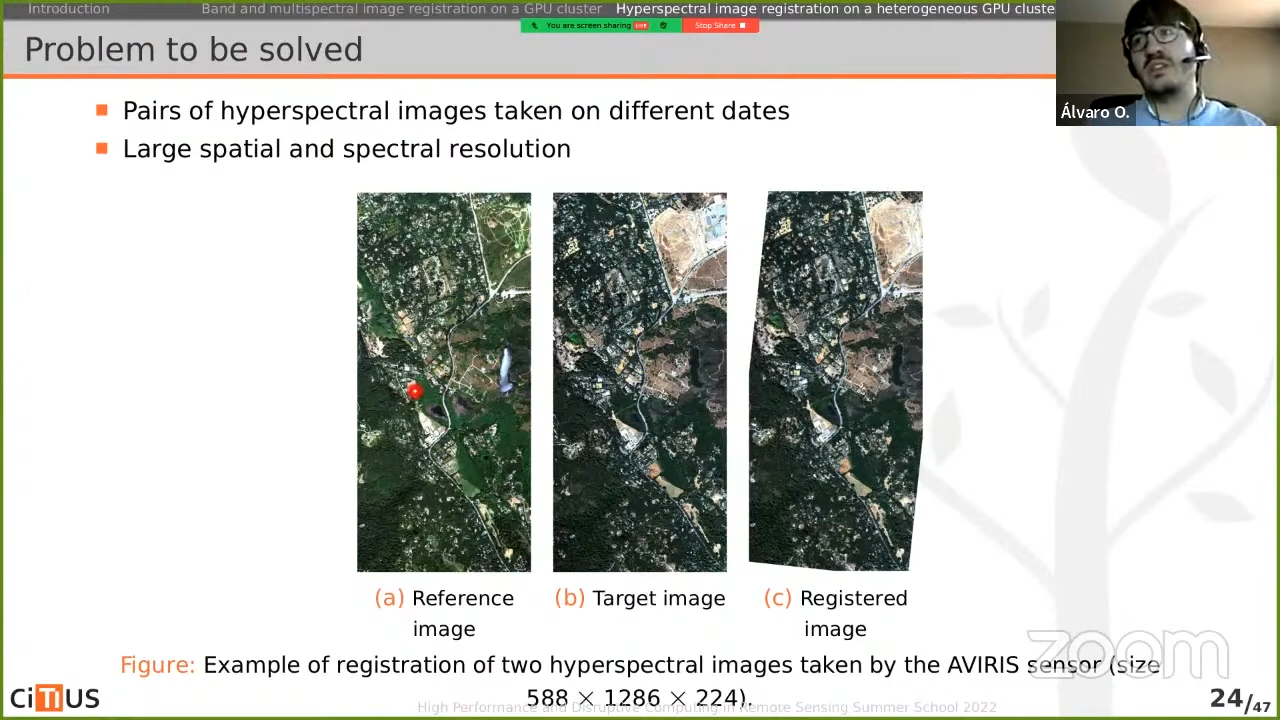 Introduction
Band and multispectral image registration on a GPU cluster
Hyperspectral image registration on a heterogeneous GPU cluste
You are screen sharing LIVE
Stop Share
Problem to be solved
Álvaro O.
Pairs of hyperspectral images taken on different dates
Large spatial and spectral resolution
(a) Reference
image
(b) Target image
(c) Registered
image
Figure: Example of registration of two hyperspectral images taken by the AVIRIS sensor (size
588 × 1286 × 224).
zoom
CiTIUS
High Performance and Disruptive Computing in Remote Sensing Summer School 2022
24/47